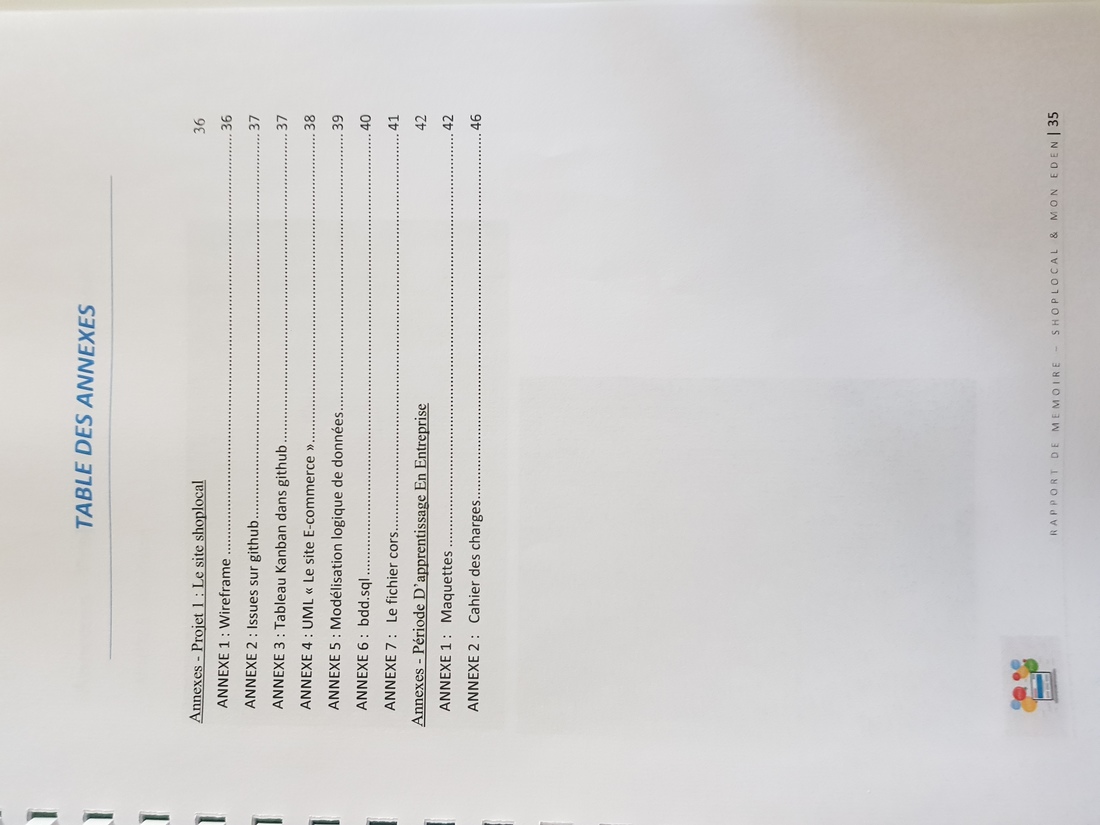 TABLE DES ANNEXES
Annexes - Projet 1 : Le site shoplocal 36
ANNEXE 1 : Wireframe ........ 36
ANNEXE 2 : Issues sur github........ 37
ANNEXE 3 : Tableau Kanban dans github........ 37
ANNEXE 4 : UML « Le site E-commerce »........ 38
ANNEXE 5 : Modélisation logique de données........ 39
ANNEXE 6 : bdd.sql........ 40
ANNEXE 7 : Le fichier cors........ 41
Annexes - Période D'apprentissage En Entreprise 42
ANNEXE 1 : Maquettes ........ 42
ANNEXE 2 : Cahier des charges........ 46
RAPPORT DE MEMOIRE – SHOPLOCAL & MON EDEN | 35